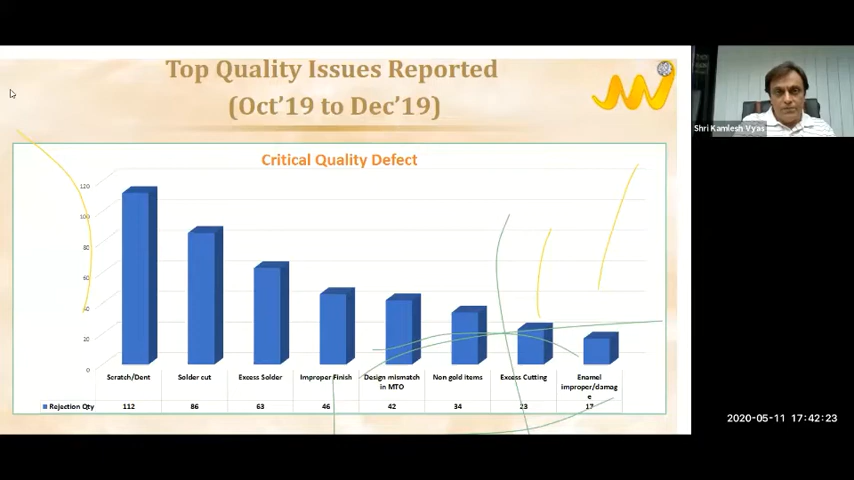 Top Quality Issues Reported
(Oct'19 to Dec'19)
Shri Kamlesh Vyas
Critical Quality Defect
120
100
80
60
40
20
0
Scratch/Dent Solder cut Excess Solder Improper Finish Design mismatch in MTO Non gold items Excess Cutting Enamel improper/damage
Rejection Qty 112 86 63 46 42 34 23 17
2020-05-11 17:42:23